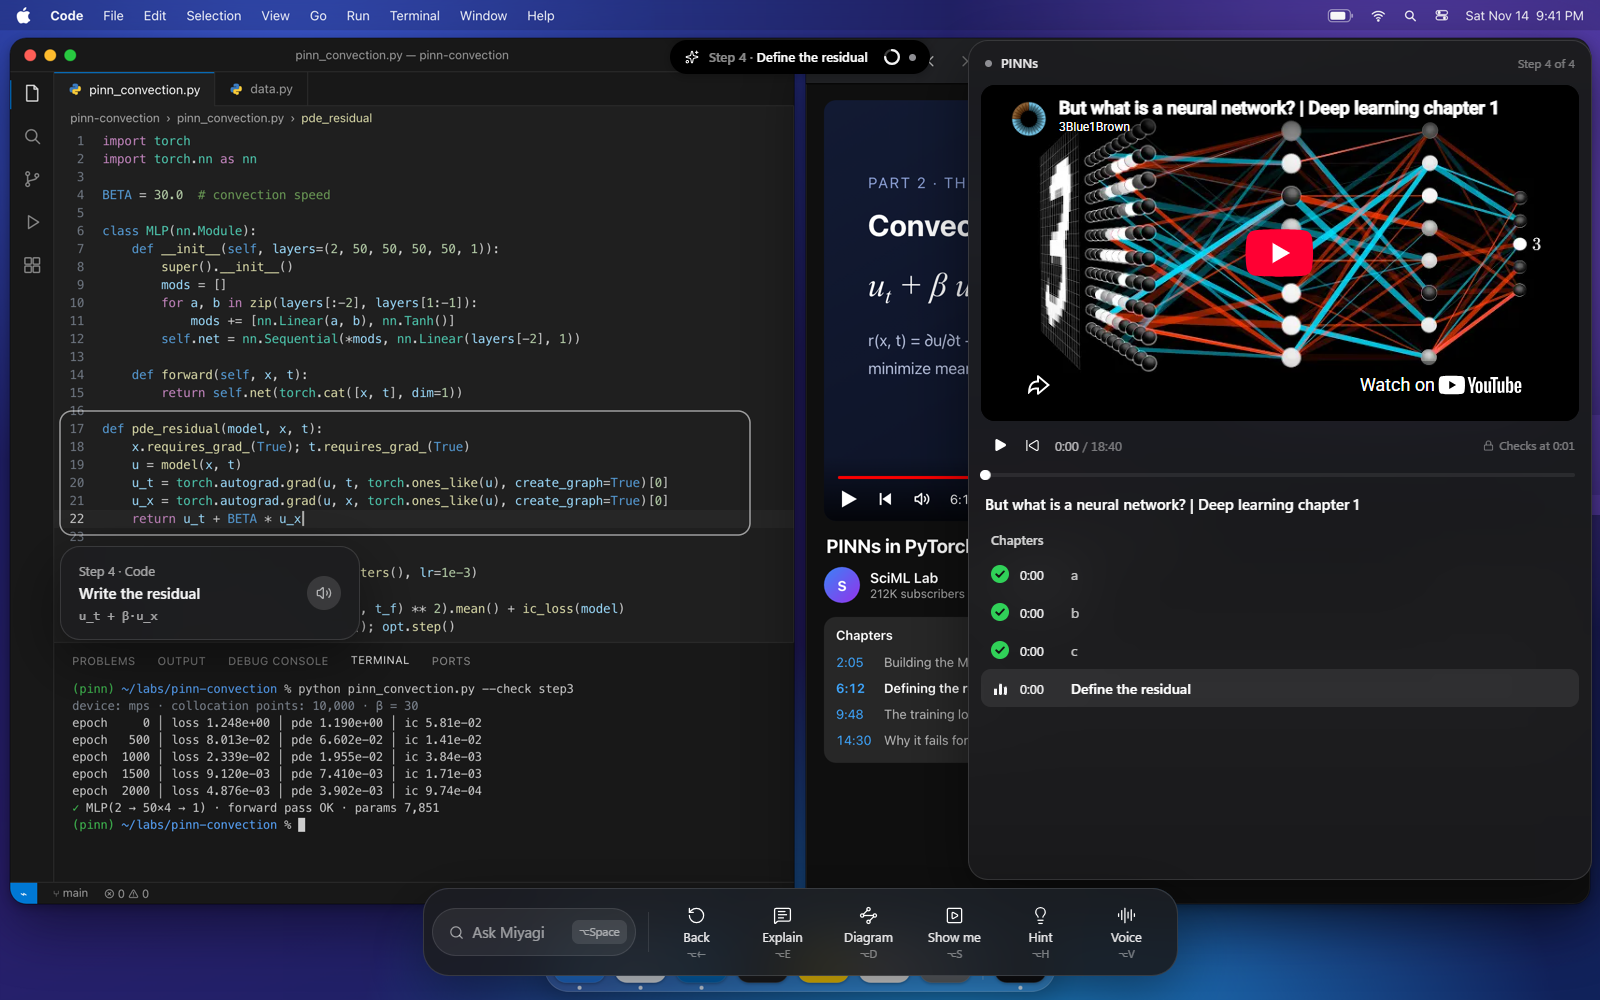 Code File Edit Selection View Go Run Terminal Window Help
Sat Nov 14 9:41 PM
pinn_convection.py — pinn-convection
Step 4 · Define the residual
pinn_convection.py
data.py
pinn-convection › pinn_convection.py › pde_residual
1 import torch
2 import torch.nn as nn
3
4 BETA = 30.0 # convection speed
5
6 class MLP(nn.Module):
7 def __init__(self, layers=(2, 50, 50, 50, 50, 1)):
8 super().__init__()
9 mods = []
10 for a, b in zip(layers[:-2], layers[1:-1]):
11 mods += [nn.Linear(a, b), nn.Tanh()]
12 self.net = nn.Sequential(*mods, nn.Linear(layers[-2], 1))
13
14 def forward(self, x, t):
15 return self.net(torch.cat([x, t], dim=1))
16
17 def pde_residual(model, x, t):
18 x.requires_grad_(True); t.requires_grad_(True)
19 u = model(x, t)
20 u_t = torch.autograd.grad(u, t, torch.ones_like(u), create_graph=True)[0]
21 u_x = torch.autograd.grad(u, x, torch.ones_like(u), create_graph=True)[0]
22 return u_t + BETA * u_x
23
Step 4 · Code
Write the residual
u_t + β·u_x
ters(), lr=1e-3)
, t_f) ** 2).mean() + ic_loss(model)
); opt.step()
PROBLEMS OUTPUT DEBUG CONSOLE TERMINAL PORTS
(pinn) ~/labs/pinn-convection % python pinn_convection.py --check step3
device: mps · collocation points: 10,000 · β = 30
epoch 0 │ loss 1.248e+00 │ pde 1.190e+00 │ ic 5.81e-02
epoch 500 │ loss 8.013e-02 │ pde 6.602e-02 │ ic 1.41e-02
epoch 1000 │ loss 2.339e-02 │ pde 1.955e-02 │ ic 3.84e-03
epoch 1500 │ loss 9.120e-03 │ pde 7.410e-03 │ ic 1.71e-03
epoch 2000 │ loss 4.876e-03 │ pde 3.902e-03 │ ic 9.74e-04
✓ MLP(2 → 50×4 → 1) · forward pass OK · params 7,851
(pinn) ~/labs/pinn-convection %
main 0 0
PART 2 · TH
Convec
u_t + β u
r(x, t) = ∂u/∂t
minimize mea
6:1
PINNs in PyTorch
S
SciML Lab
212K subscribers
Chapters
2:05 Building the M
6:12 Defining the r
9:48 The training lo
14:30 Why it fails for
PINNs
Step 4 of 4
But what is a neural network? | Deep learning chapter 1
3Blue1Brown
3
Watch on YouTube
0:00 / 18:40
Checks at 0:01
But what is a neural network? | Deep learning chapter 1
Chapters
0:00 a
0:00 b
0:00 c
0:00 Define the residual
Ask Miyagi ⌥Space
Back ⌥←
Explain ⌥E
Diagram ⌥D
Show me ⌥S
Hint ⌥H
Voice ⌥V